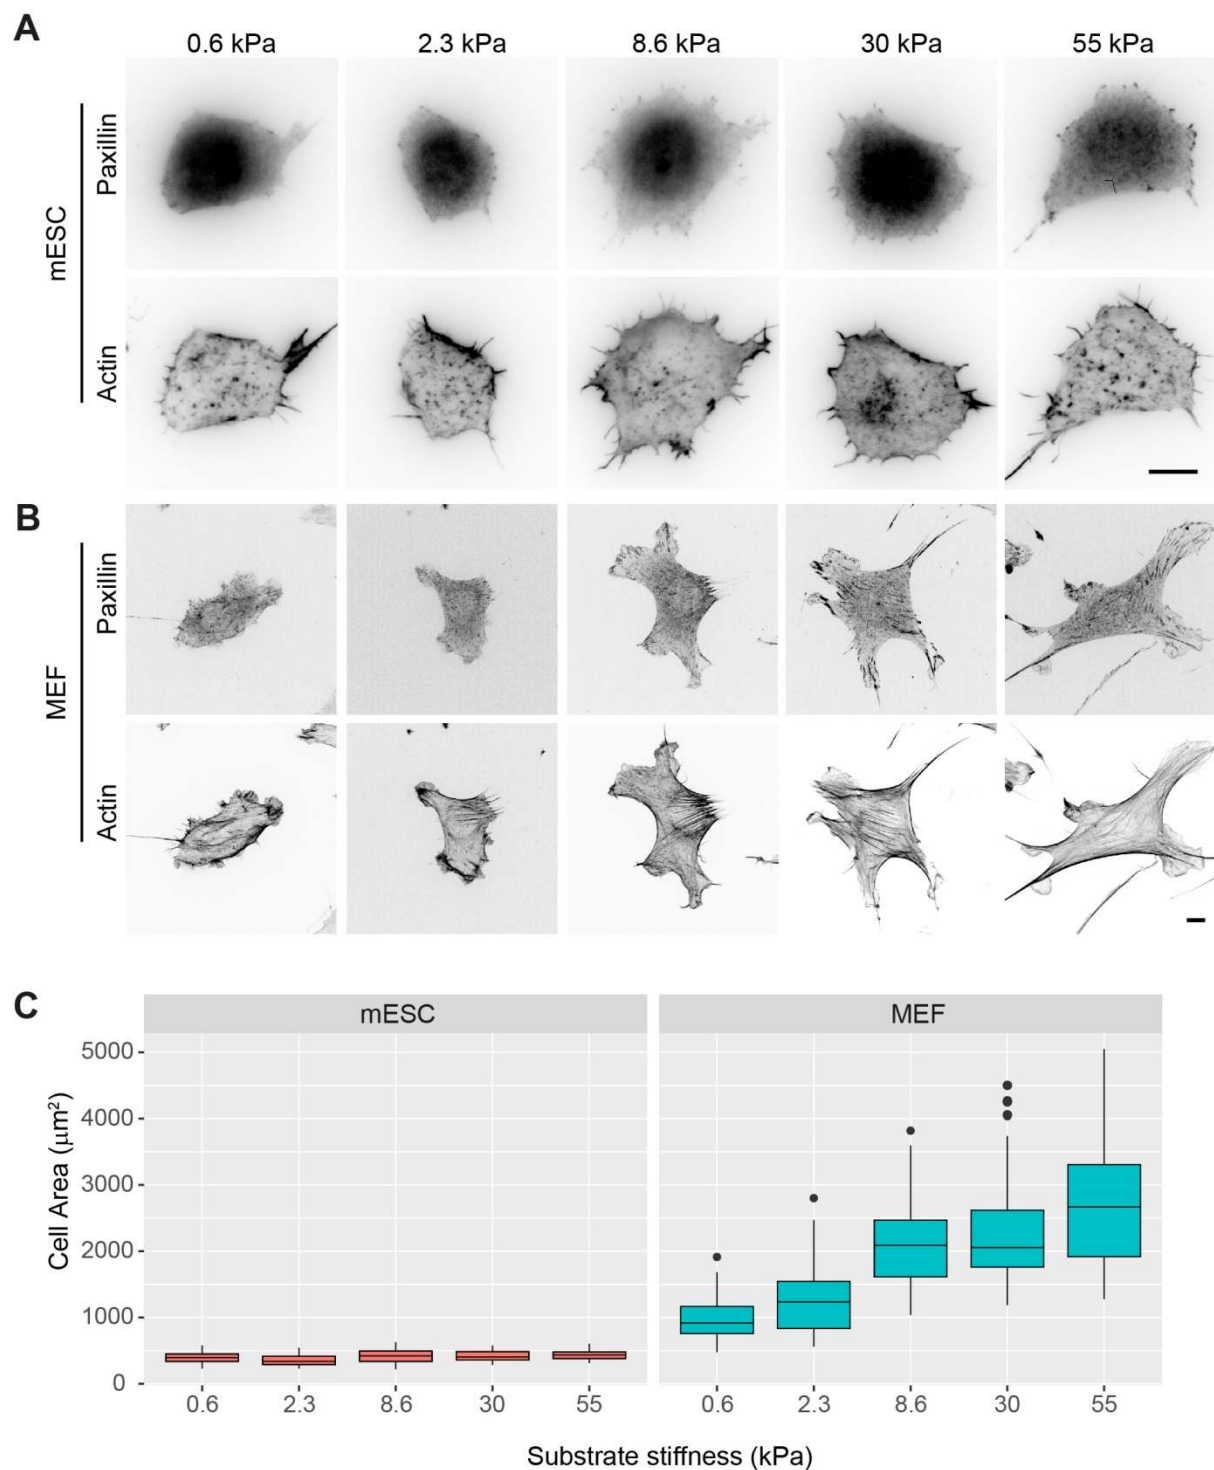 A
0.6 kPa 2.3 kPa 8.6 kPa 30 kPa 55 kPa
mESC
Paxillin
Actin
B
MEF
Paxillin
Actin
C
mESC MEF
Cell Area (μm²)
5000
4000
3000
2000
1000
0
0.6 2.3 8.6 30 55 0.6 2.3 8.6 30 55
Substrate stiffness (kPa)